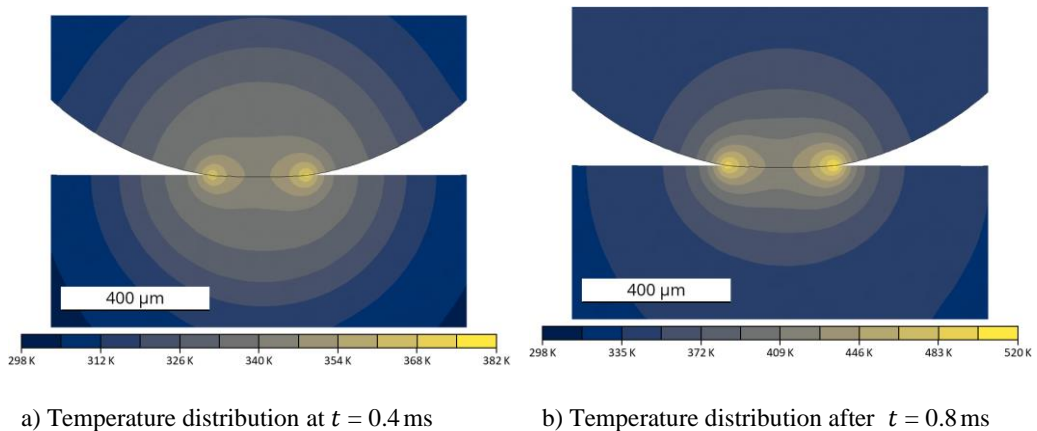 400 µm
298 K 312 K 326 K 340 K 354 K 368 K 382 K
a) Temperature distribution at t = 0.4 ms
400 µm
298 K 335 K 372 K 409 K 446 K 483 K 520 K
b) Temperature distribution after t = 0.8 ms